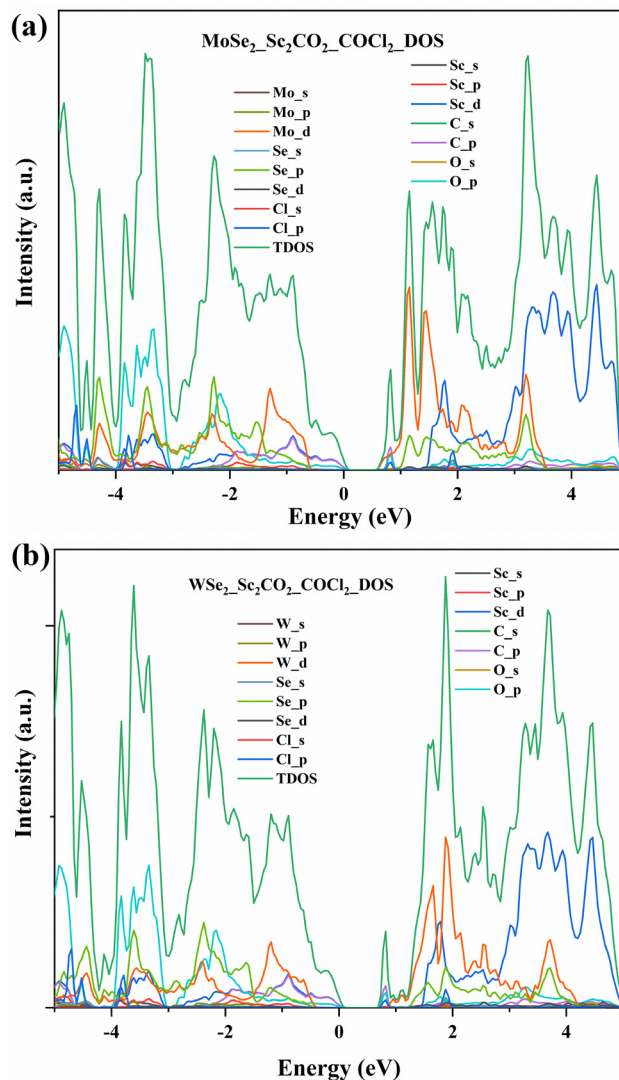 (a)
MoSe₂_Sc₂CO₂_COCl₂_DOS
Mo_s
Mo_p
Mo_d
Se_s
Se_p
Se_d
Cl_s
Cl_p
TDOS
Sc_s
Sc_p
Sc_d
C_s
C_p
O_s
O_p
Intensity (a.u.)
-4 -2 0 2 4
Energy (eV)
(b)
WSe₂_Sc₂CO₂_COCl₂_DOS
W_s
W_p
W_d
Se_s
Se_p
Se_d
Cl_s
Cl_p
TDOS
Sc_s
Sc_p
Sc_d
C_s
C_p
O_s
O_p
Intensity (a.u.)
-4 -2 0 2 4
Energy (eV)